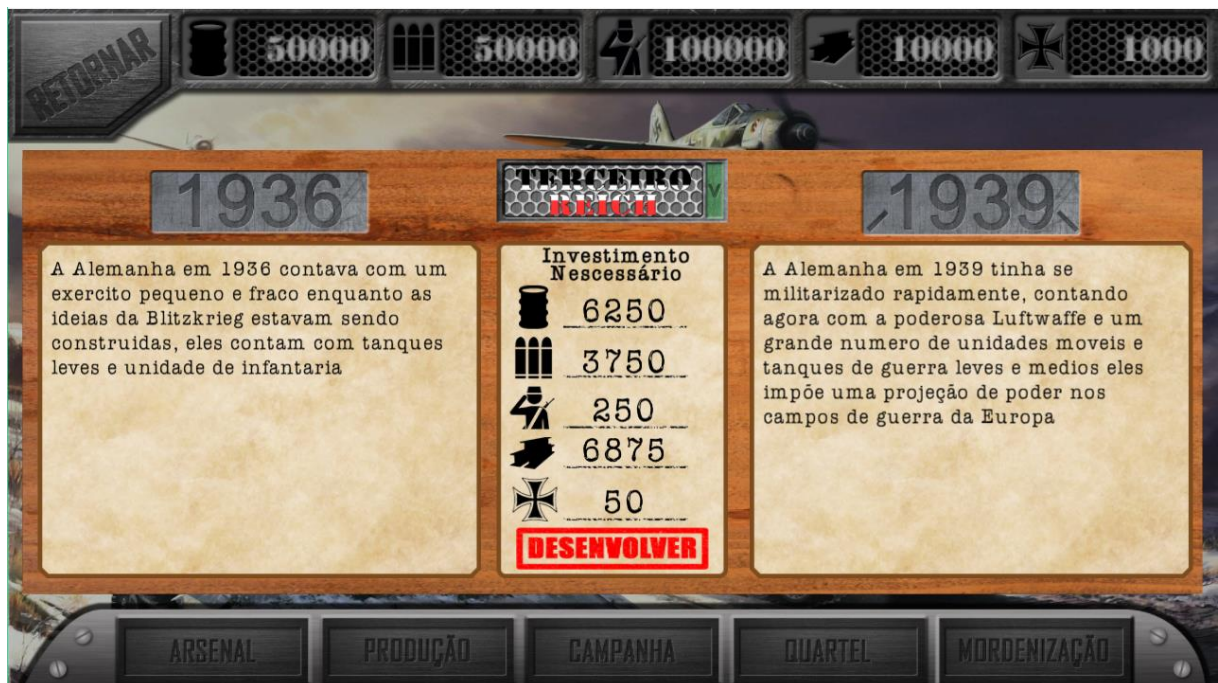 RETORNAR
50000
50000
100000
10000
1000
1936
TERCEIRO
REICH
V
1939
A Alemanha em 1936 contava com um
exercito pequeno e fraco enquanto as
ideias da Blitzkrieg estavam sendo
construidas, eles contam com tanques
leves e unidade de infantaria
Investimento
Nescessário
6250
3750
250
6875
50
DESENVOLVER
A Alemanha em 1939 tinha se
militarizado rapidamente, contando
agora com a poderosa Luftwaffe e um
grande numero de unidades moveis e
tanques de guerra leves e medios eles
impõe uma projeção de poder nos
campos de guerra da Europa
ARSENAL
PRODUÇÃO
CAMPANHA
QUARTEL
MORDENIZAÇÃO